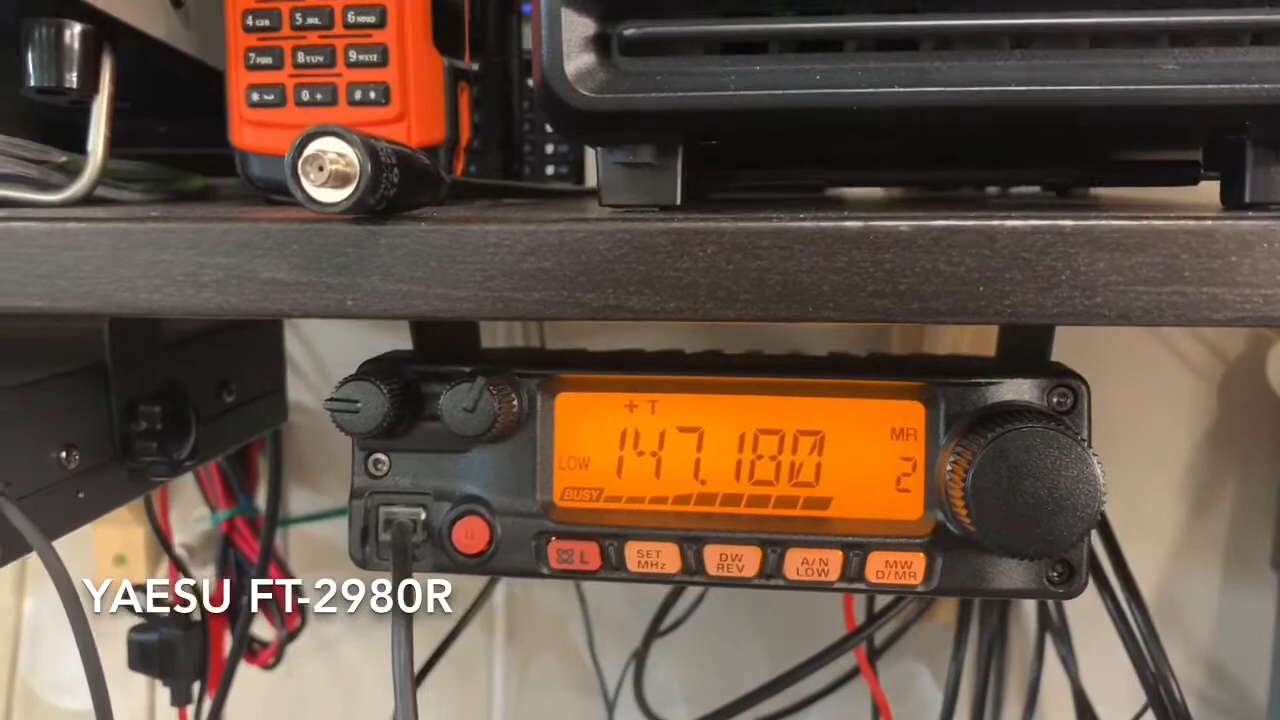 4 GHI 5 JKL 6 MNO
7 PQRS 8 TUV 9 WXYZ
* 0 + #
+ T
147.180
MR
LOW
2
BUSY
L
SET MHz
DW REV
A/N LOW
MW D/MR
YAESU FT-2980R